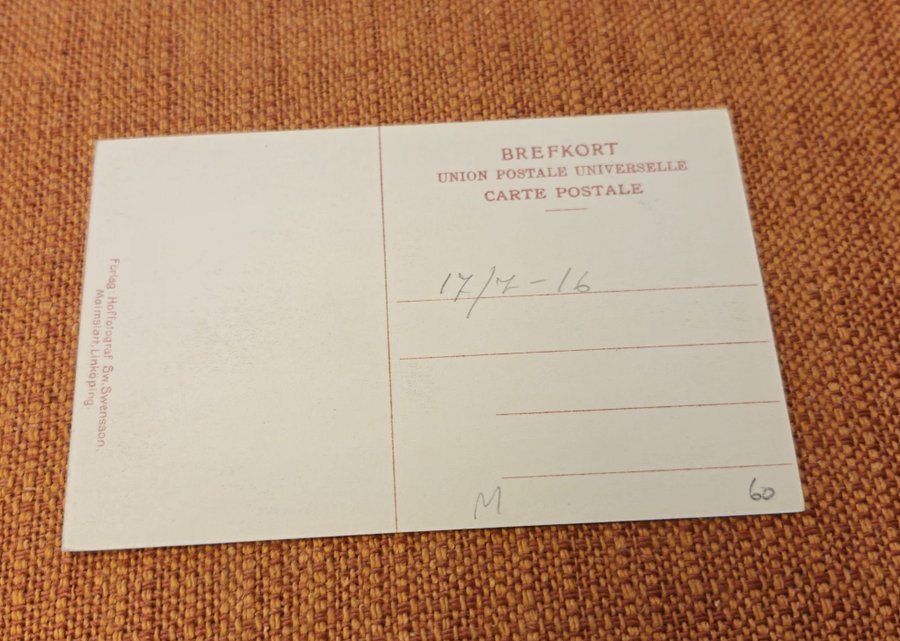 BREFKORT
UNION POSTALE UNIVERSELLE
CARTE POSTALE
17/7-16
M
60
Förlag Hoffotograf Sw. Swensson.
Malmslätt, Linköping.